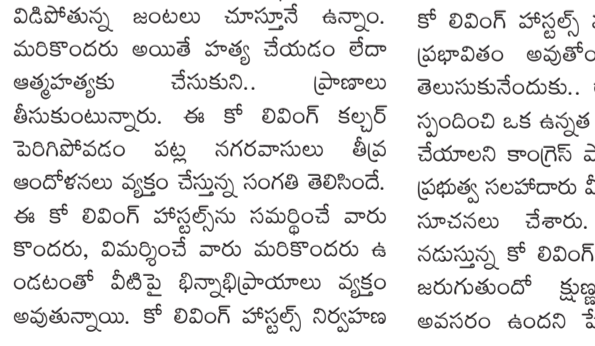 విడిపోతున్న జంటలు చూస్తూనే ఉన్నాం.
మరికొందరు అయితే హత్య చేయడం లేదా
ఆత్మహత్యకు చేసుకుని.. ప్రాణాలు
తీసుకుంటున్నారు. ఈ కో లివింగ్ కల్చర్
పెరిగిపోవడం పట్ల నగరవాసులు తీవ్ర
ఆందోళనలు వ్యక్తం చేస్తున్న సంగతి తెలిసిందే.
ఈ కో లివింగ్ హాస్టల్స్‌ను సమర్థించే వారు
కొందరు, విమర్శించే వారు మరికొందరు ఉ
ండటంతో వీటిపై భిన్నాభిప్రాయాలు వ్యక్తం
అవుతున్నాయి. కో లివింగ్ హాస్టల్స్ నిర్వహణ
కో లివింగ్ హాస్టల్స్
ప్రభావితం
తెలుసుకునేందుకు..
స్పందించి ఒక ఉన్నత
చేయాలని కాంగ్రెస్
ప్రభుత్వ సలహాదారు
సూచనలు చేశారు.
నడుస్తున్న కో లివింగ్
జరుగుతుందో
అవసరం ఉందని